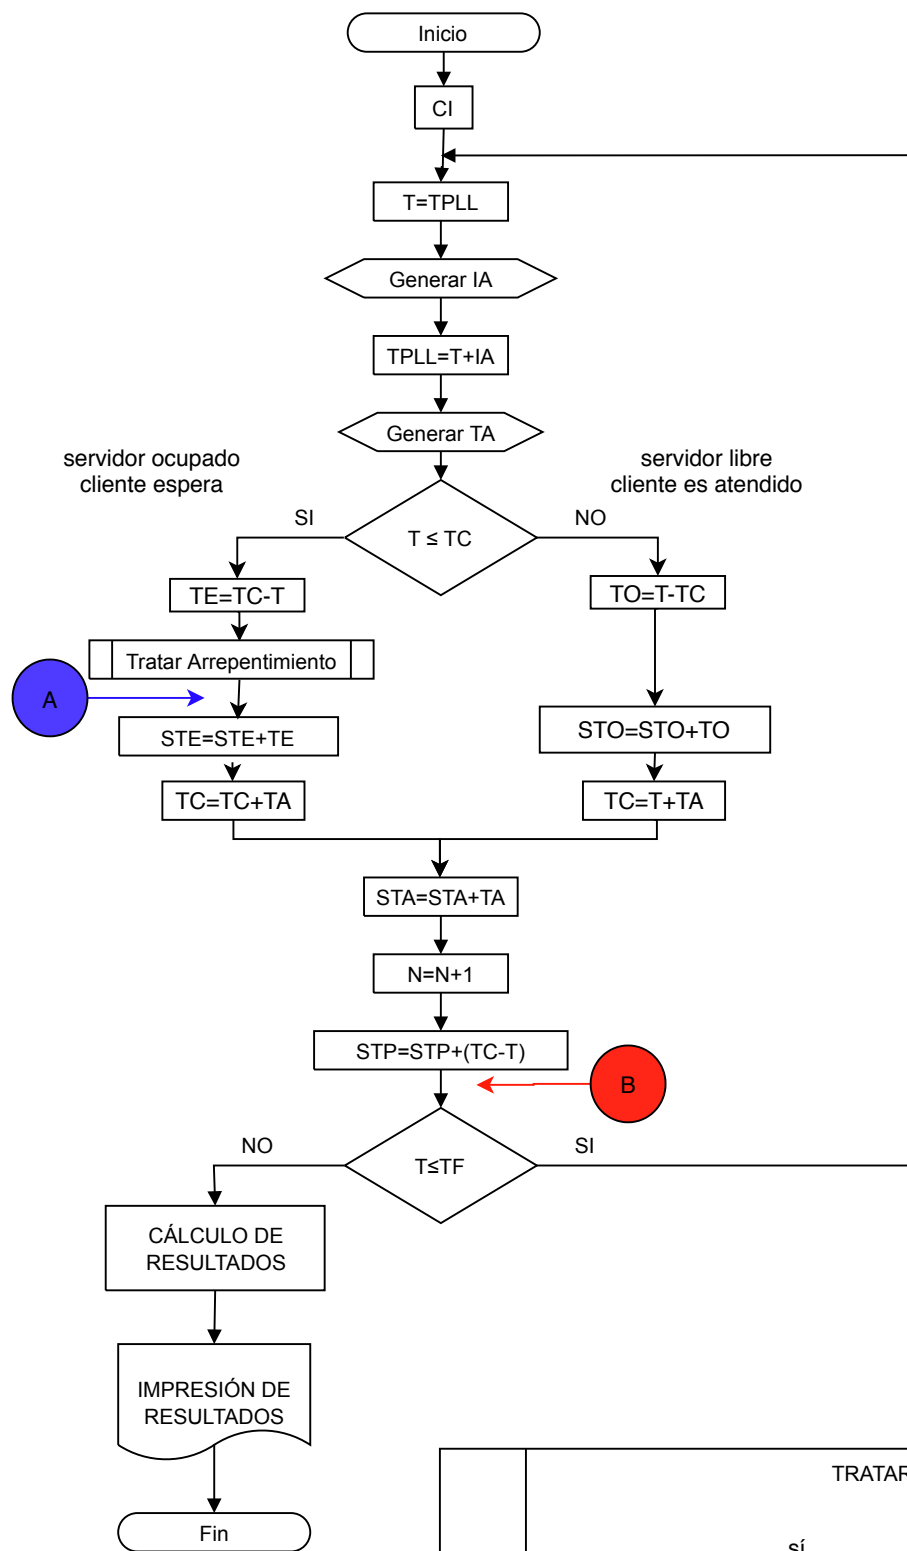 Inicio
CI
T=TPLL
Generar IA
TPLL=T+IA
Generar TA
servidor ocupado
cliente espera
servidor libre
cliente es atendido
SI
T ≤ TC
NO
TE=TC-T
TO=T-TC
Tratar Arrepentimiento
A
STE=STE+TE
STO=STO+TO
TC=TC+TA
TC=T+TA
STA=STA+TA
N=N+1
STP=STP+(TC-T)
B
NO
T≤TF
SI
CÁLCULO DE
RESULTADOS
IMPRESIÓN DE
RESULTADOS
TRATAR
Fin
sí